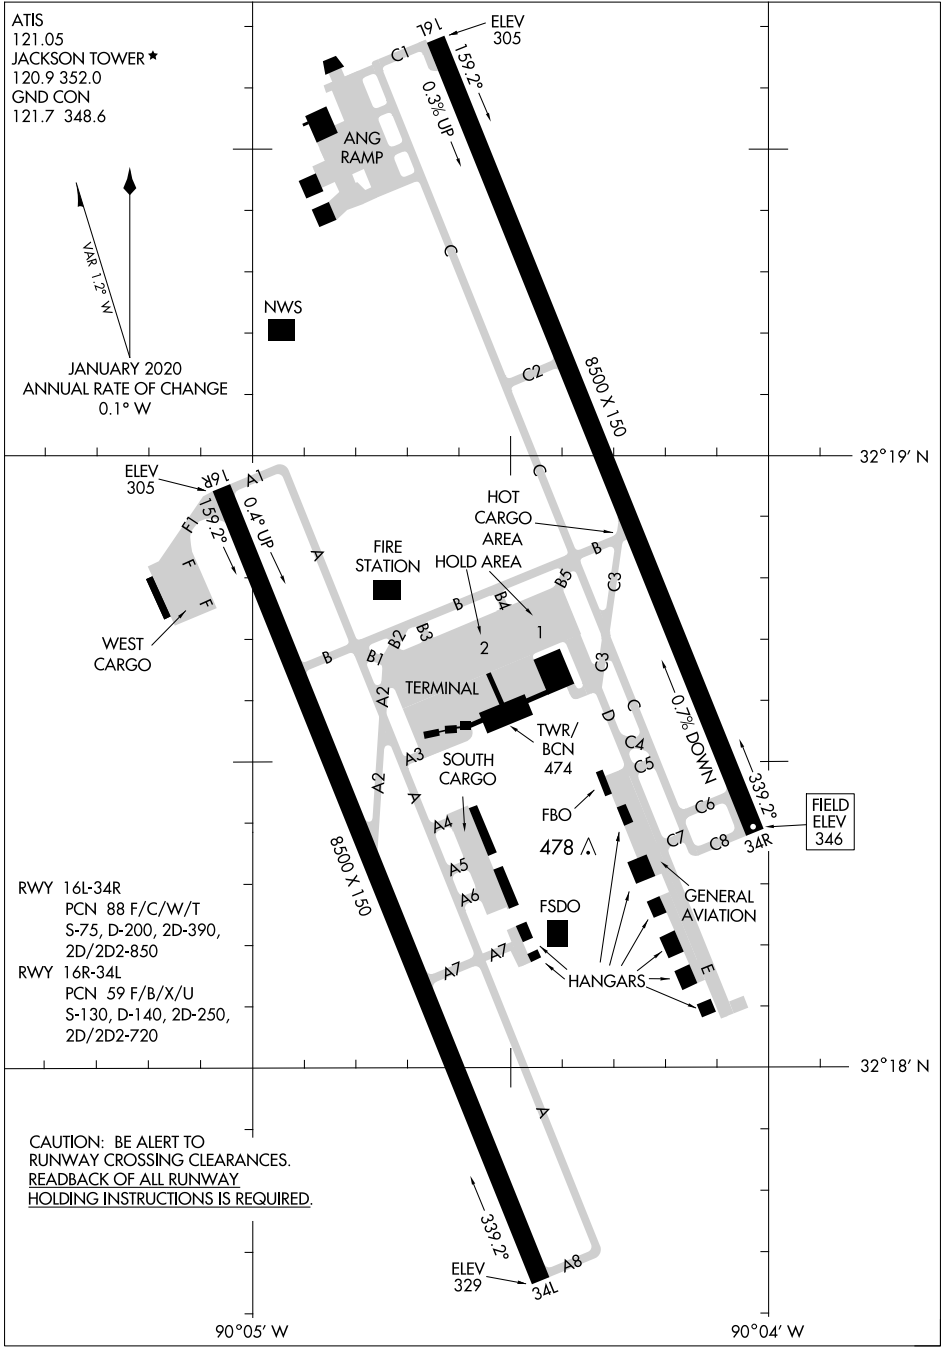 ATIS
121.05
JACKSON TOWER ★
120.9 352.0
GND CON
121.7 348.6
VAR 1.2° W
JANUARY 2020
ANNUAL RATE OF CHANGE
0.1° W
16L
ELEV
305
159.2°
0.3% UP
C1
ANG
RAMP
C
NWS
C2
8500 X 150
32°19' N
ELEV
305
16R
A1
159.2°
0.4° UP
F1
F
F
A
WEST
CARGO
FIRE
STATION
HOT
CARGO
AREA
HOLD AREA
C
B
B5
C3
B
B4
B3
B2
B1
B
1
2
A2
TERMINAL
C3
D
C
C4
C5
0.7% DOWN
339.2°
TWR/
BCN
474
A3
SOUTH
CARGO
A2
A
A4
A5
A6
FBO
478
C6
C7
C8
34R
FIELD
ELEV
346
8500 X 150
GENERAL
AVIATION
FSDO
A7
A7
HANGARS
E
RWY 16L-34R
PCN 88 F/C/W/T
S-75, D-200, 2D-390,
2D/2D2-850
RWY 16R-34L
PCN 59 F/B/X/U
S-130, D-140, 2D-250,
2D/2D2-720
32°18' N
A
CAUTION: BE ALERT TO
RUNWAY CROSSING CLEARANCES.
READBACK OF ALL RUNWAY
HOLDING INSTRUCTIONS IS REQUIRED.
339.2°
ELEV
329
34L
A8
90°05' W
90°04' W